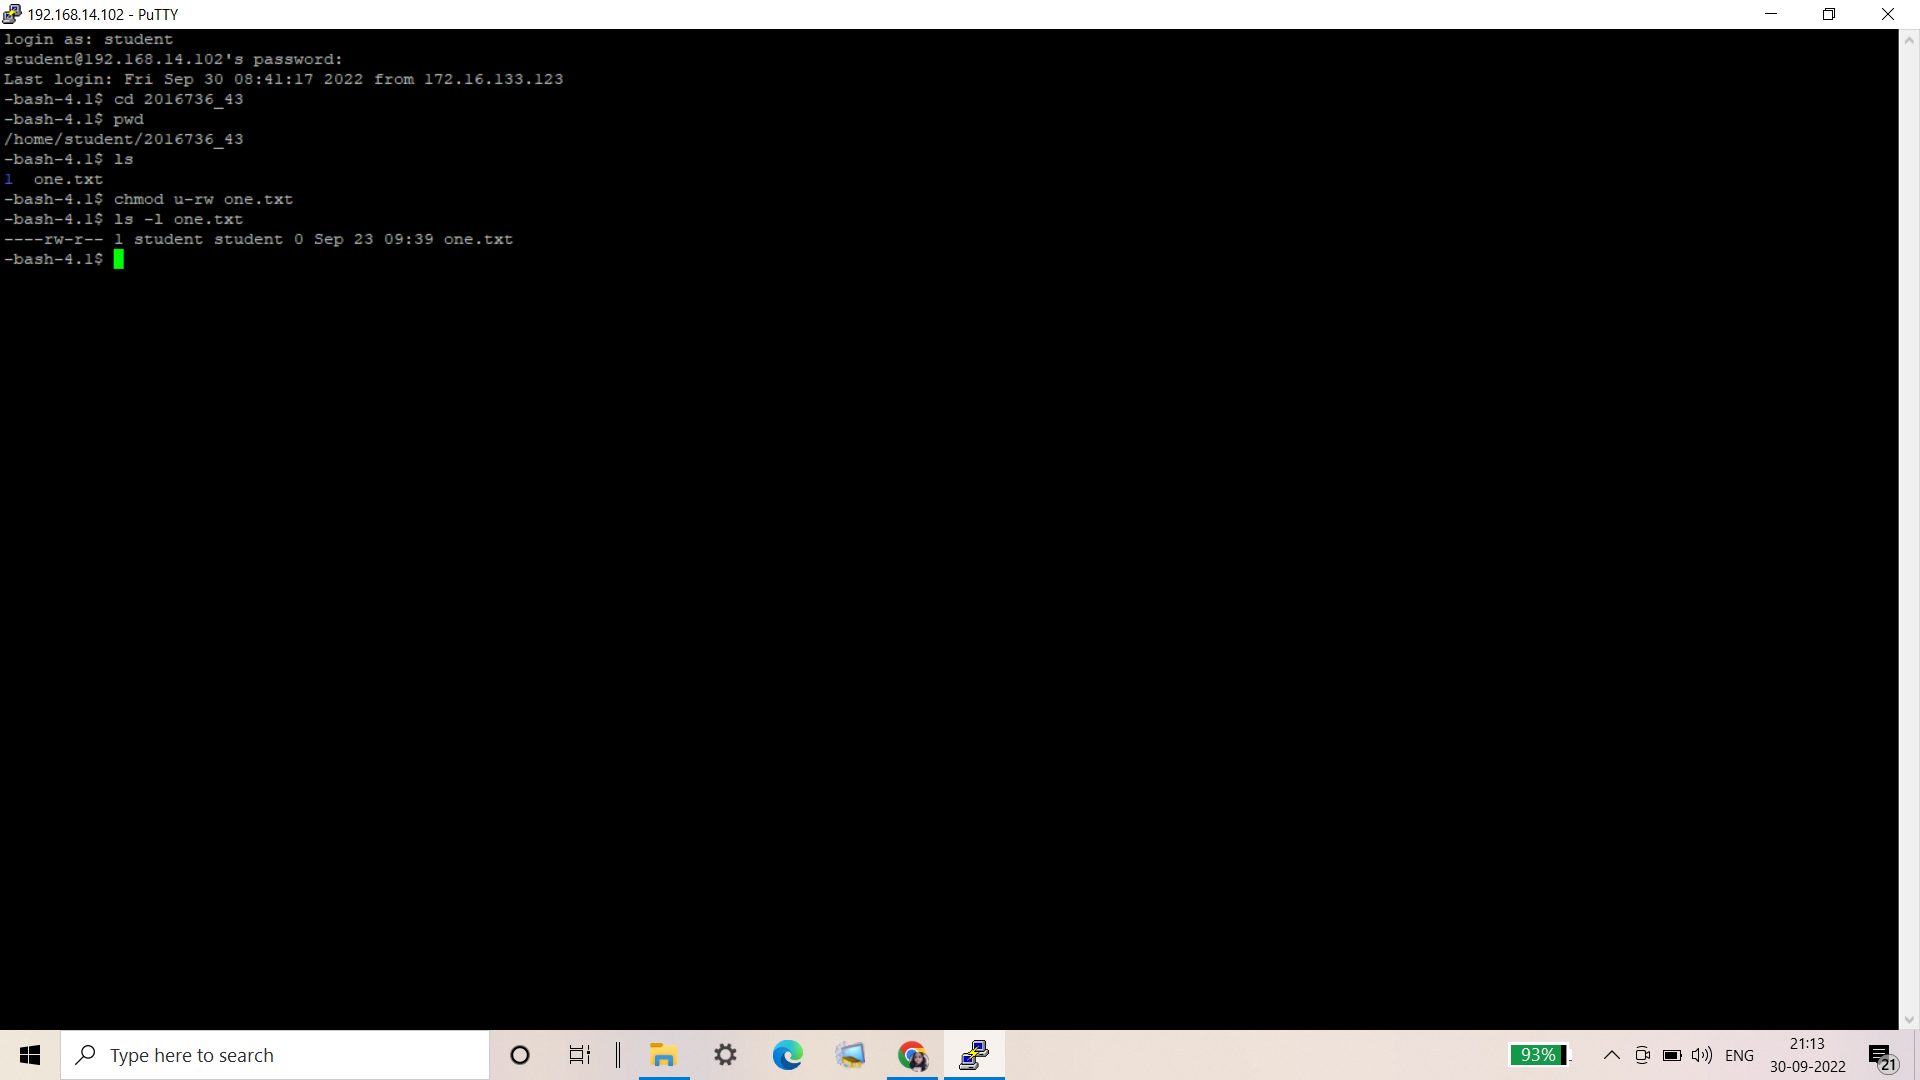 192.168.14.102 - PuTTY
login as: student
student@192.168.14.102's password:
Last login: Fri Sep 30 08:41:17 2022 from 172.16.133.123
-bash-4.1$ cd 2016736_43
-bash-4.1$ pwd
/home/student/2016736_43
-bash-4.1$ ls
1  one.txt
-bash-4.1$ chmod u-rw one.txt
-bash-4.1$ ls -l one.txt
----rw-r-- 1 student student 0 Sep 23 09:39 one.txt
-bash-4.1$
Type here to search
93%
ENG
21:13
30-09-2022
21